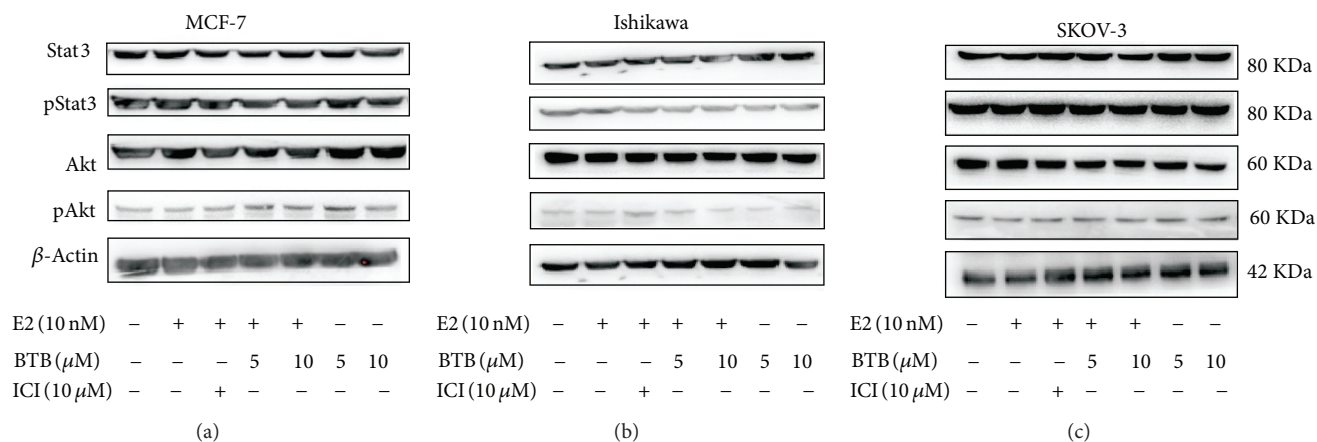 MCF-7
Ishikawa
SKOV-3
Stat3
80 KDa
pStat3
80 KDa
Akt
60 KDa
pAkt
60 KDa
β-Actin
42 KDa
E2 (10 nM) − + + + + − −
BTB (μM) − − − 5 10 5 10
ICI (10 μM) − − + − − − −
(a)
E2 (10 nM) − + + + + − −
BTB (μM) − − − 5 10 5 10
ICI (10 μM) − − + − − − −
(b)
E2 (10 nM) − + + + + − −
BTB (μM) − − − 5 10 5 10
ICI (10 μM) − − + − − − −
(c)